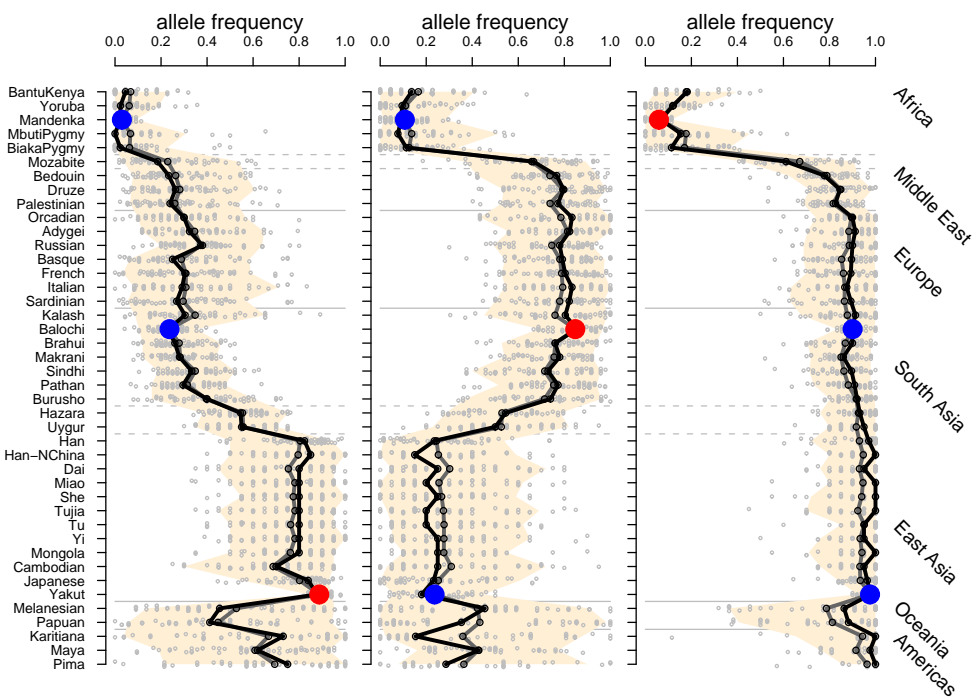 allele frequency allele frequency allele frequency
0.0 0.2 0.4 0.6 0.8 1.0 0.0 0.2 0.4 0.6 0.8 1.0 0.0 0.2 0.4 0.6 0.8 1.0
BantuKenya
Yoruba
Mandenka
MbutiPygmy
BiakaPygmy
Mozabite
Bedouin
Druze
Palestinian
Orcadian
Adygei
Russian
Basque
French
Italian
Sardinian
Kalash
Balochi
Brahui
Makrani
Sindhi
Pathan
Burusho
Hazara
Uygur
Han
Han−NChina
Dai
Miao
She
Tujia
Tu
Yi
Mongola
Cambodian
Japanese
Yakut
Melanesian
Papuan
Karitiana
Maya
Pima
Africa
Middle East
Europe
South Asia
East Asia
Oceania
Americas